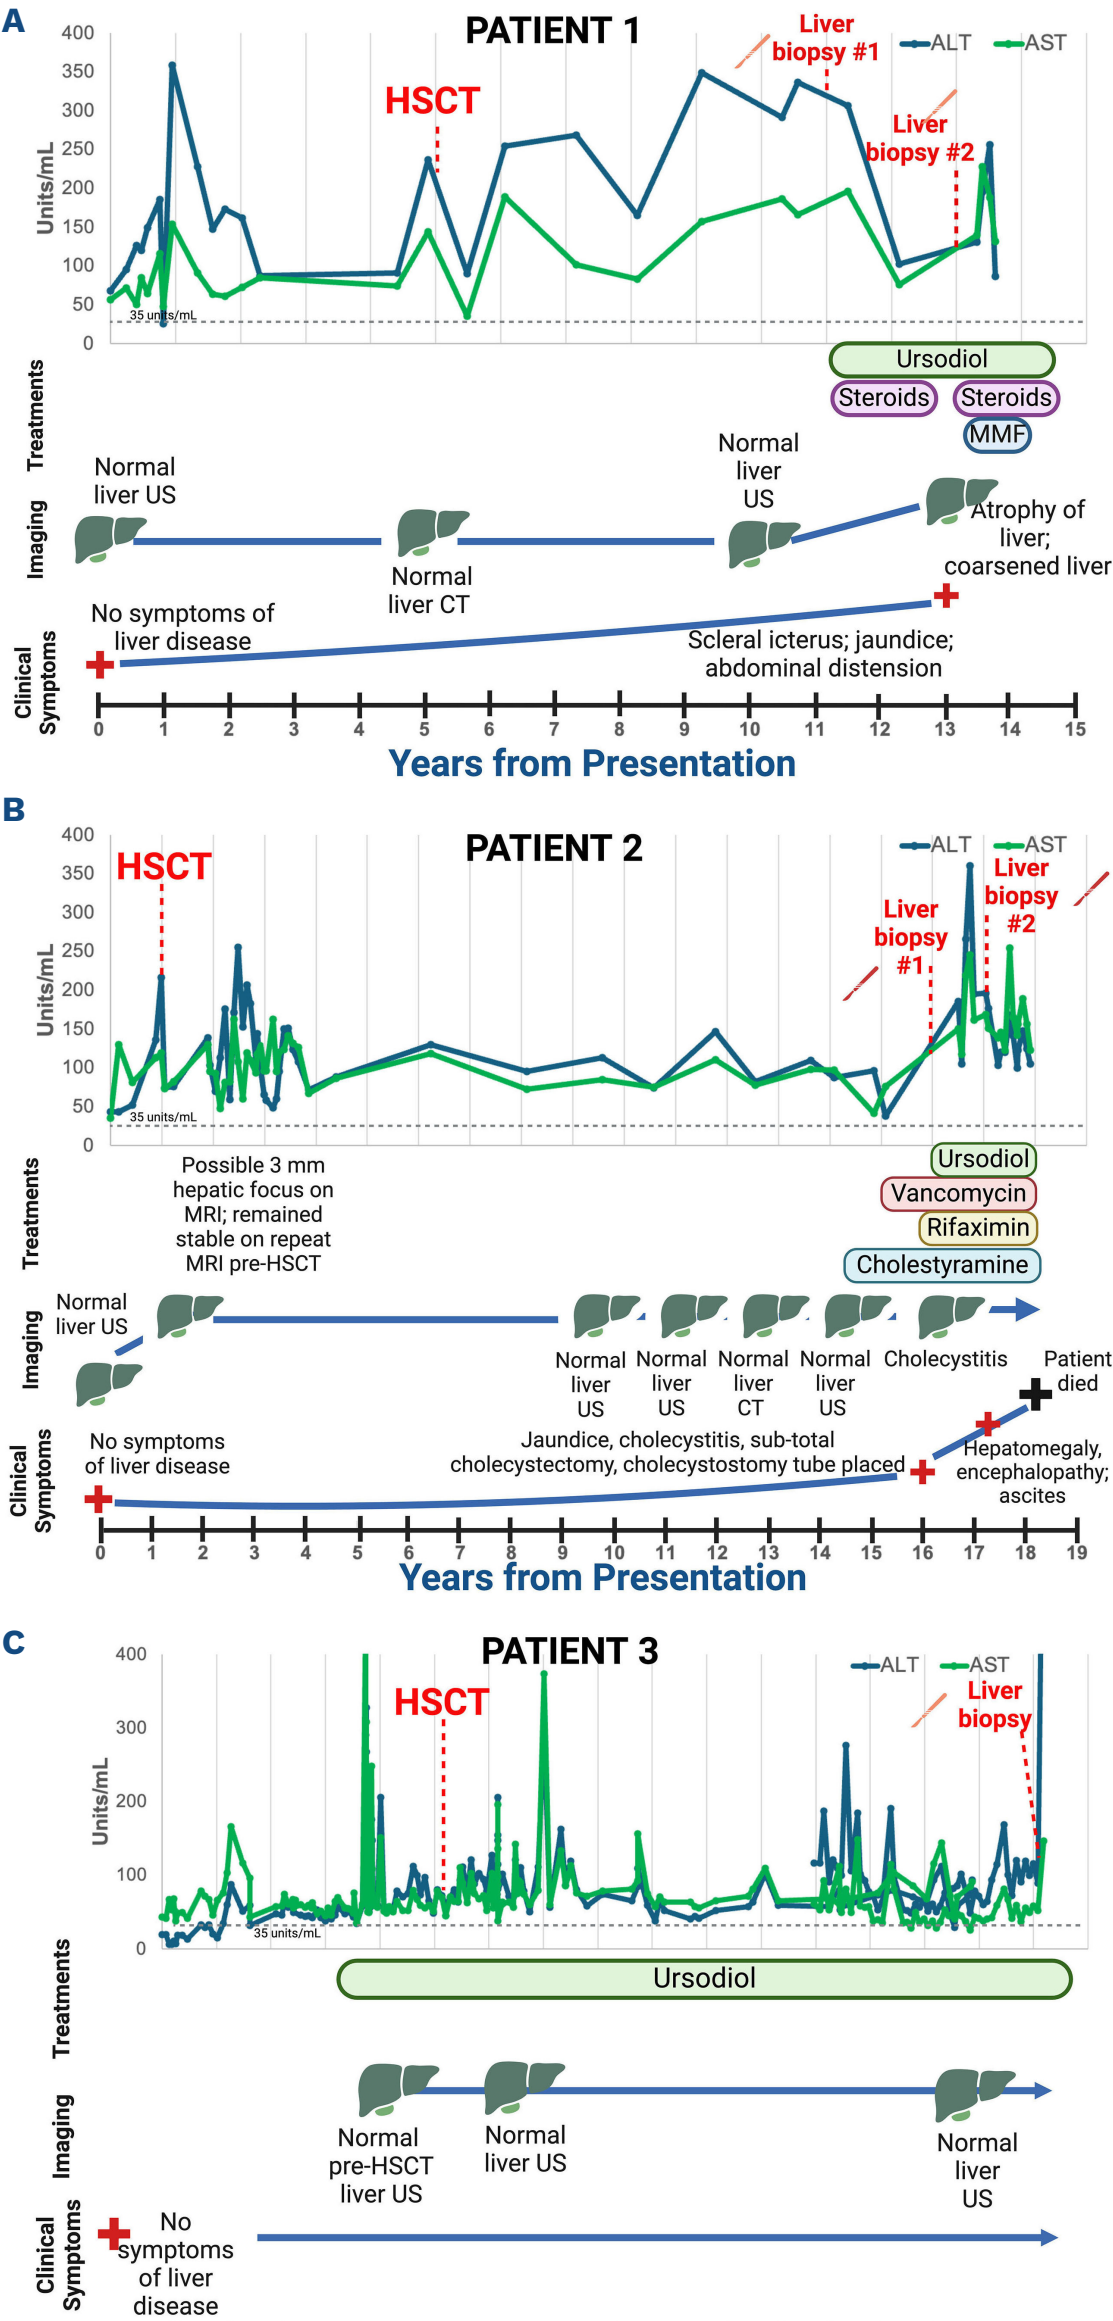 A
PATIENT 1
400
350
300
250
200
150
100
50
0
Units/mL
HSCT
Liver
biopsy #1
ALT
AST
Liver
biopsy #2
35 units/mL
Treatments
Ursodiol
Steroids
Steroids
MMF
Imaging
Normal
liver US
Normal
liver CT
Normal
liver
US
Atrophy of
liver;
coarsened liver
Clinical
Symptoms
No symptoms of
liver disease
Scleral icterus; jaundice;
abdominal distension
0 1 2 3 4 5 6 7 8 9 10 11 12 13 14 15
Years from Presentation
B
PATIENT 2
400
350
300
250
200
150
100
50
0
Units/mL
HSCT
ALT
AST
Liver
biopsy
#1
Liver
biopsy
#2
35 units/mL
Treatments
Possible 3 mm
hepatic focus on
MRI; remained
stable on repeat
MRI pre-HSCT
Ursodiol
Vancomycin
Rifaximin
Cholestyramine
Imaging
Normal
liver US
Normal
liver
US
Normal
liver
US
Normal
liver
CT
Normal
liver
US
Cholecystitis
Patient
died
Clinical
Symptoms
No symptoms
of liver disease
Jaundice, cholecystitis, sub-total
cholecystectomy, cholecystostomy tube placed
Hepatomegaly,
encephalopathy;
ascites
0 1 2 3 4 5 6 7 8 9 10 11 12 13 14 15 16 17 18 19
Years from Presentation
C
PATIENT 3
400
300
200
100
0
Units/mL
HSCT
ALT
AST
Liver
biopsy
35 units/mL
Treatments
Ursodiol
Imaging
Normal
pre-HSCT
liver US
Normal
liver US
Normal
liver
US
Clinical
Symptoms
No
symptoms
of liver
disease